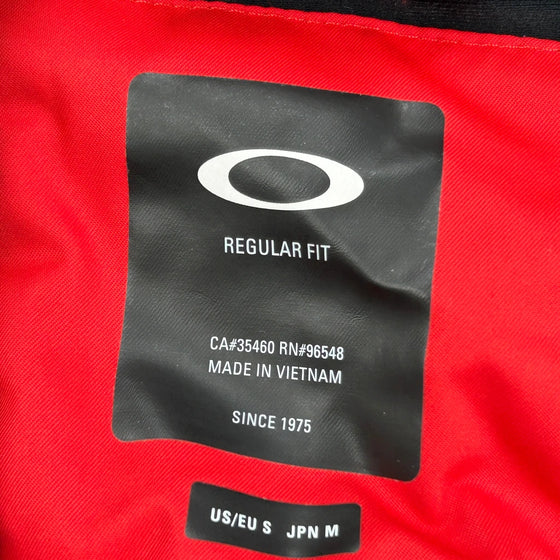 REGULAR FIT
CA#35460 RN#96548
MADE IN VIETNAM
SINCE 1975
US/EU S JPN M